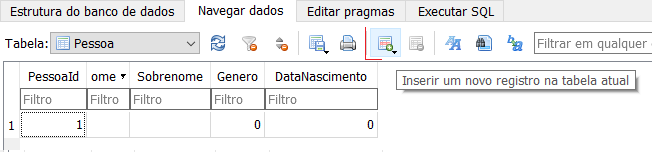 Estrutura do banco de dados Navegar dados Editar pragmas Executar SQL
Tabela: Pessoa Filtrar em qualquer
PessoaId ome Sobrenome Genero DataNascimento
Inserir um novo registro na tabela atual
Filtro Filtro Filtro Filtro Filtro
1 1 0 0